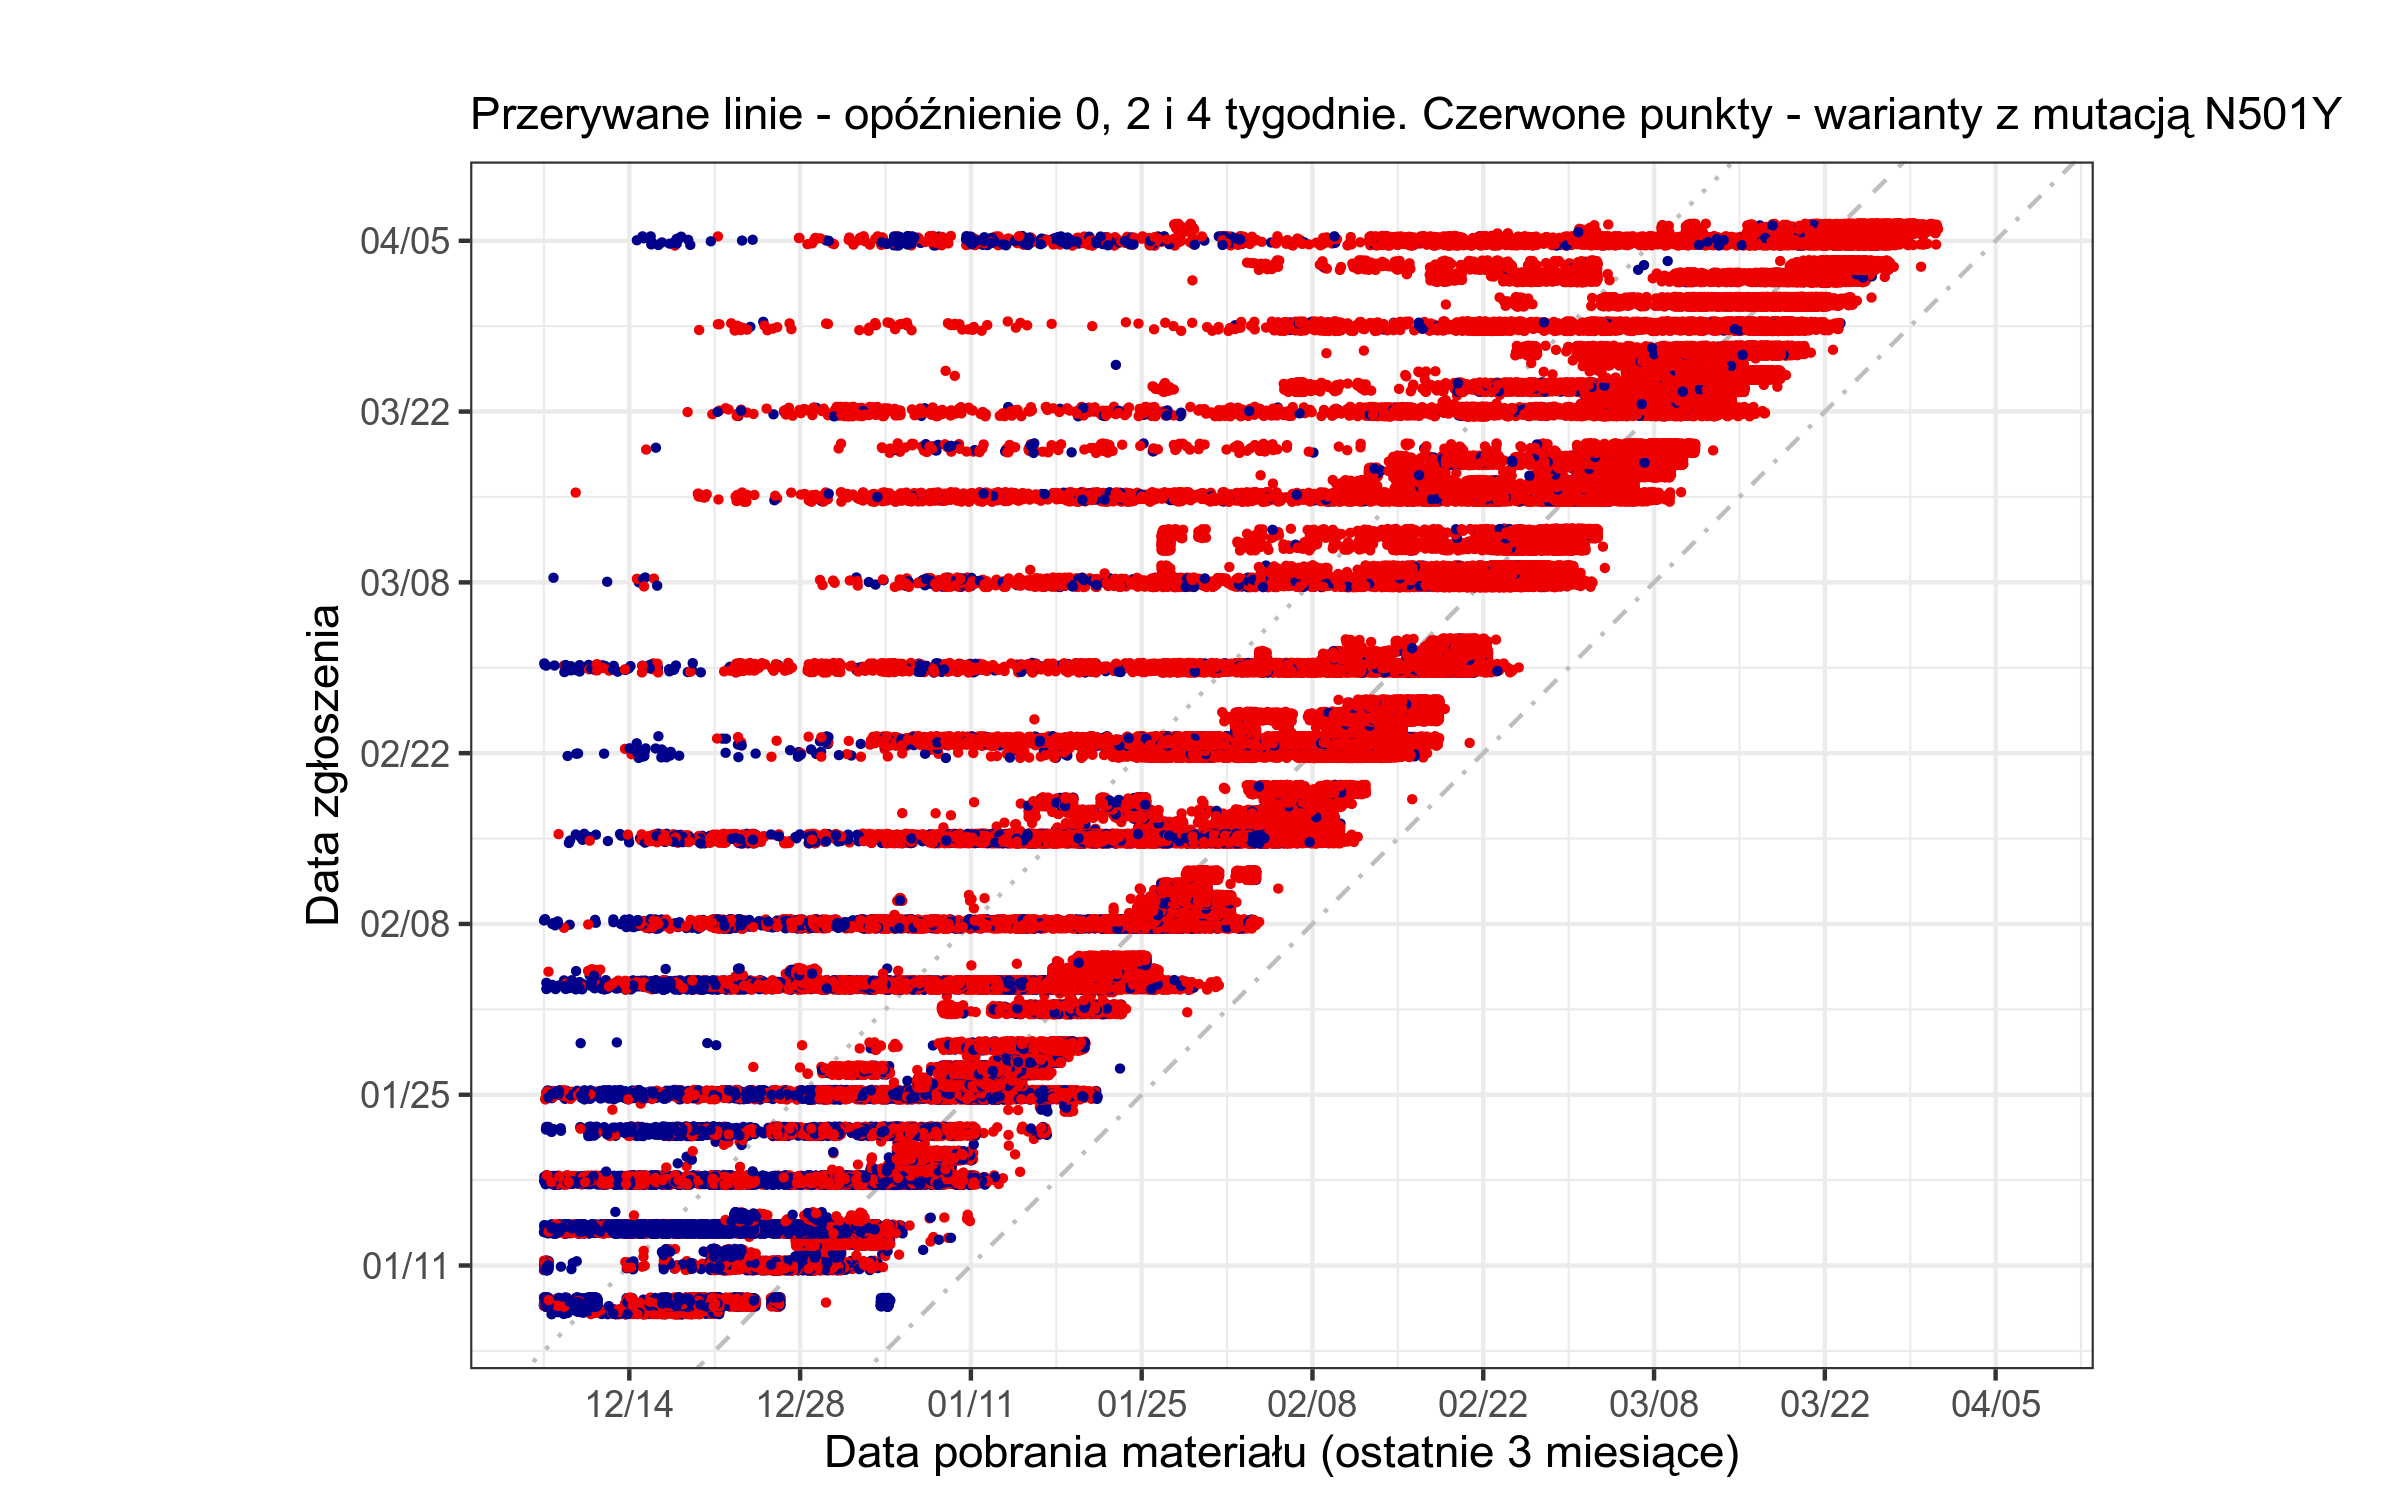 Przerywane linie - opóźnienie 0, 2 i 4 tygodnie. Czerwone punkty - warianty z mutacją N501Y
04/05
03/22
03/08
02/22
02/08
01/25
01/11
Data zgłoszenia
12/14 12/28 01/11 01/25 02/08 02/22 03/08 03/22 04/05
Data pobrania materiału (ostatnie 3 miesiące)